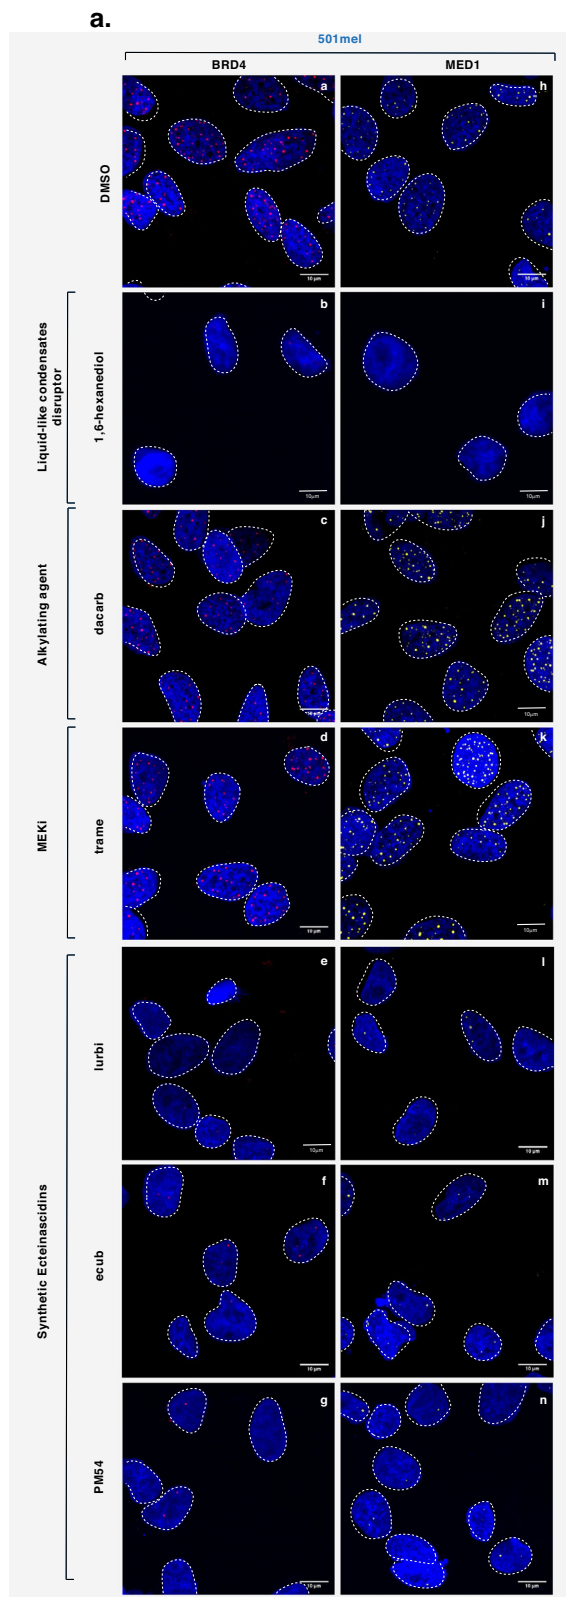 a.
501mel
BRD4
MED1
DMSO
a
10 µm
h
10 µm
Liquid-like condensates
disruptor
1,6-hexanediol
b
10µm
i
10µm
Alkylating agent
dacarb
c
j
10µm
MEKi
trame
d
10 µm
k
10µm
Synthetic Ecteinascidins
lurbi
e
10µm
l
10 µm
ecub
f
10 µm
m
10 µm
PM54
g
10 µm
n
10 µm